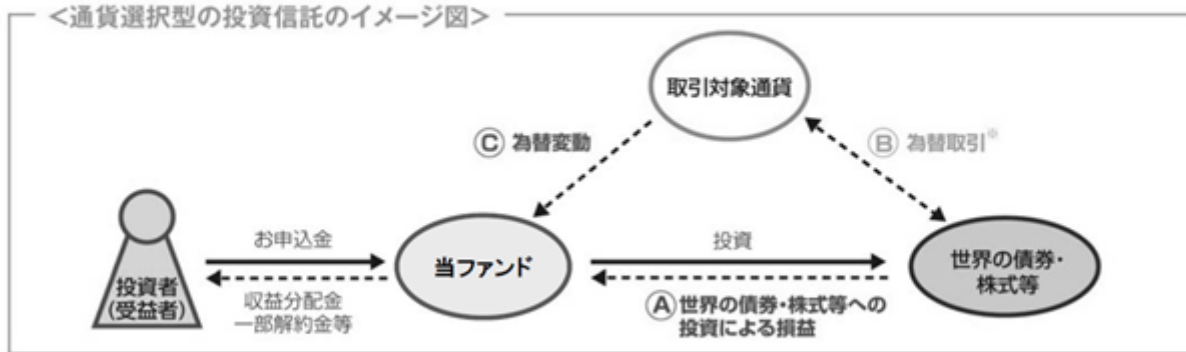 <通貨選択型の投資信託のイメージ図>
取引対象通貨
Ⓒ 為替変動
Ⓑ 為替取引※
お申込金
投資者
(受益者)
収益分配金
一部解約金等
当ファンド
投資
Ⓐ世界の債券・株式等への
投資による損益
世界の債券・
株式等